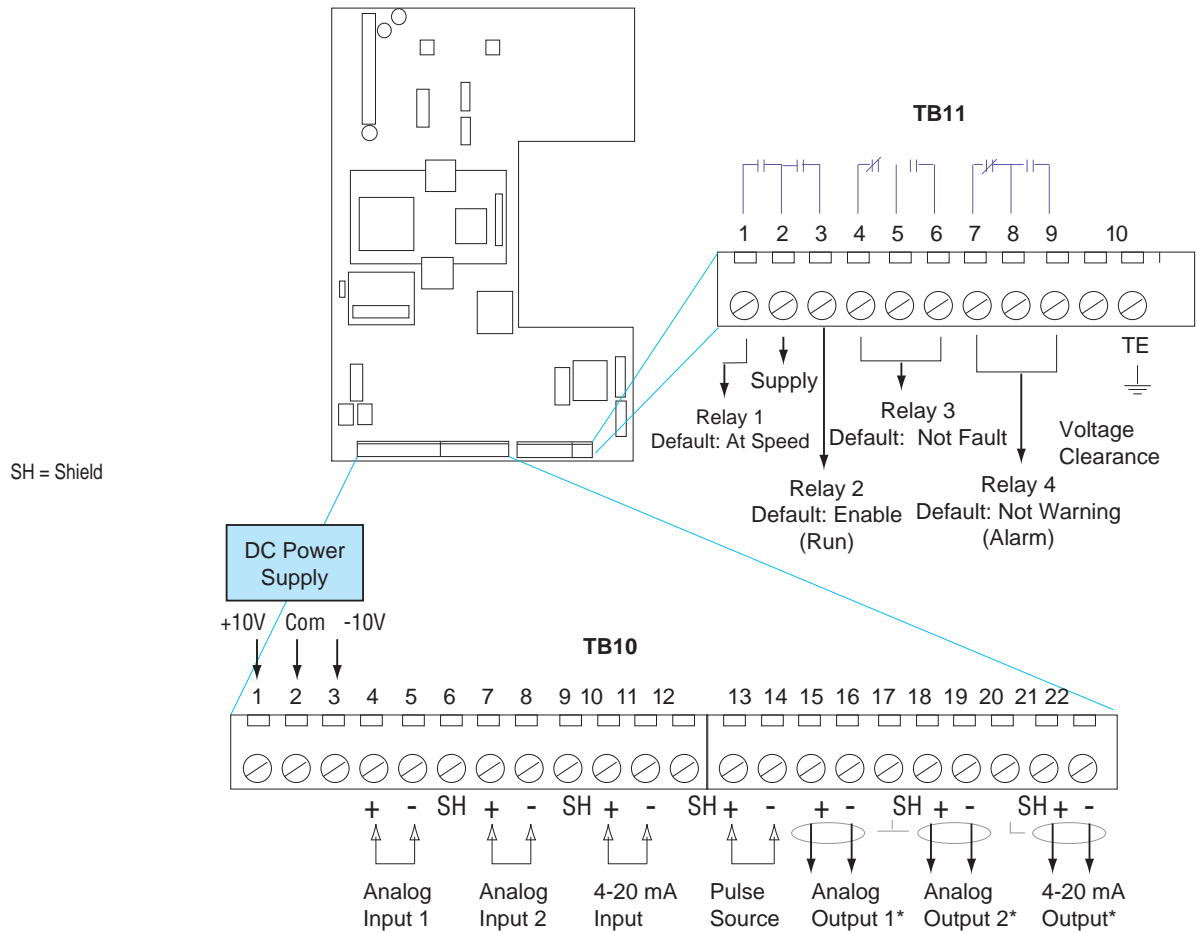 TB11
1 2 3 4 5 6 7 8 9 10
TE
Supply
Relay 1
Default: At Speed
Relay 3
Default: Not Fault
Voltage
Clearance
SH = Shield
Relay 2
Default: Enable
(Run)
Relay 4
Default: Not Warning
(Alarm)
DC Power
Supply
+10V Com -10V
TB10
1 2 3 4 5 6 7 8 9 10 11 12 13 14 15 16 17 18 19 20 21 22
+ - SH + - SH + - SH + - + - SH + - SH + -
Analog
Input 1
Analog
Input 2
4-20 mA
Input
Pulse
Source
Analog
Output 1*
Analog
Output 2*
4-20 mA
Output*